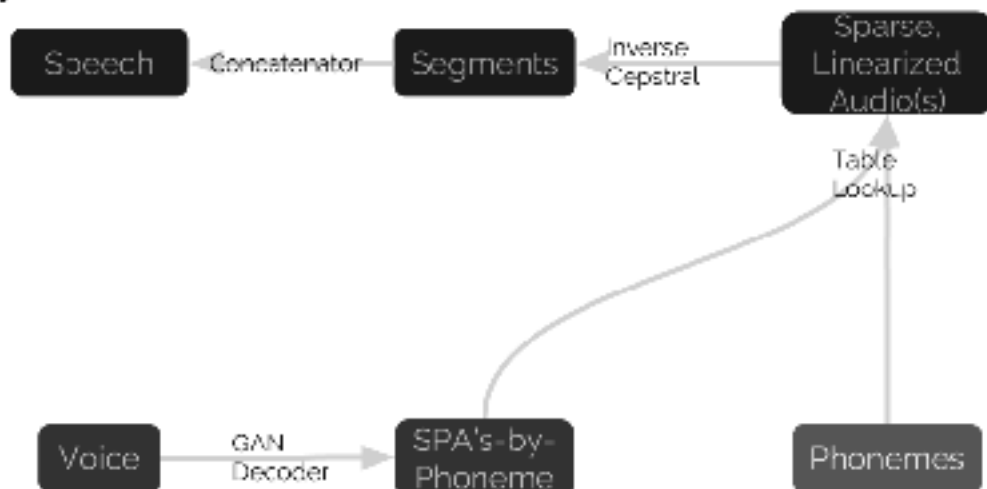 Speech
Concatenator
Segments
Inverse
Cepstral
Sparse,
Linearized
Audio(s)
Table
Lookup
Voice
GAN
Decoder
SPA's-by-
Phoneme
Phonemes